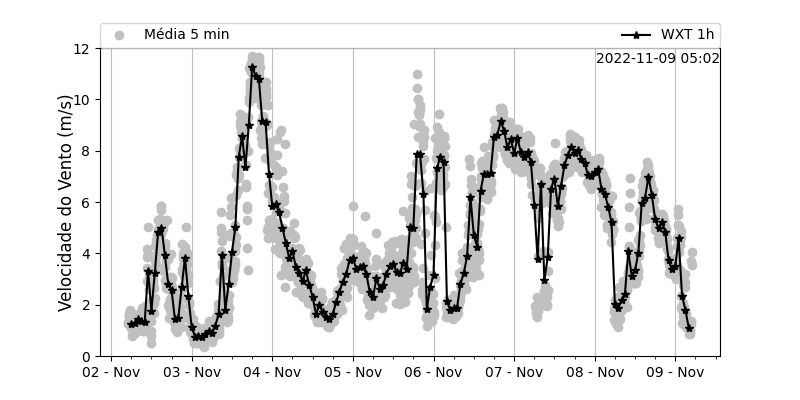 Média 5 min
WXT 1h
2022-11-09 05:02
Velocidade do Vento (m/s)
12
10
8
6
4
2
0
02 - Nov
03 - Nov
04 - Nov
05 - Nov
06 - Nov
07 - Nov
08 - Nov
09 - Nov